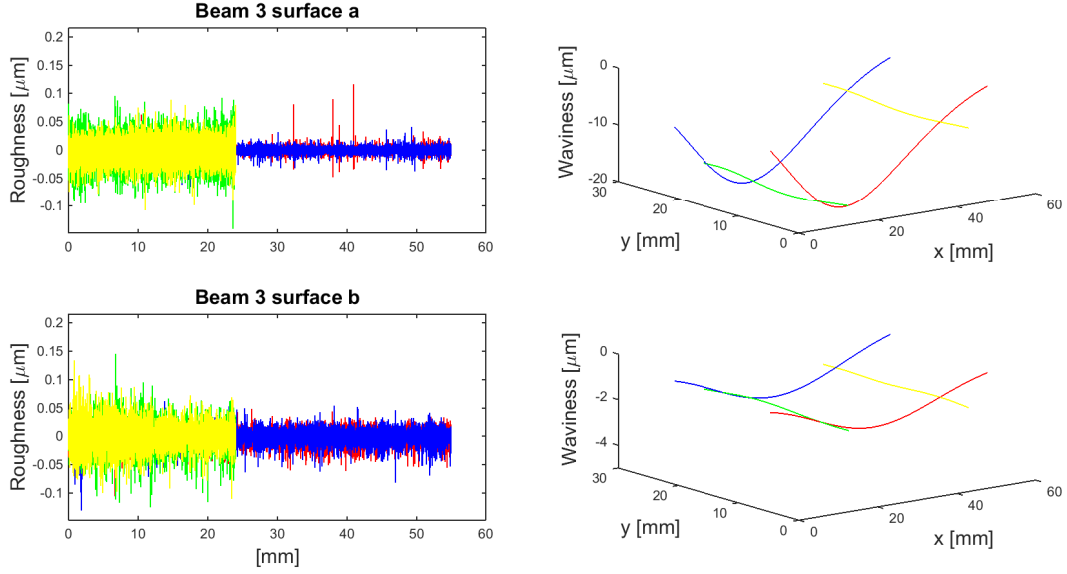 Beam 3 surface a
Roughness [μm]
0.2
0.15
0.1
0.05
0
-0.05
-0.1
0 10 20 30 40 50 60
Waviness [μm]
0
-10
-20
30
20
10
0
y [mm]
0
20
40
60
x [mm]
Beam 3 surface b
Roughness [μm]
0.2
0.15
0.1
0.05
0
-0.05
-0.1
0 10 20 30 40 50 60
[mm]
Waviness [μm]
0
-2
-4
30
20
10
0
y [mm]
0
20
40
60
x [mm]